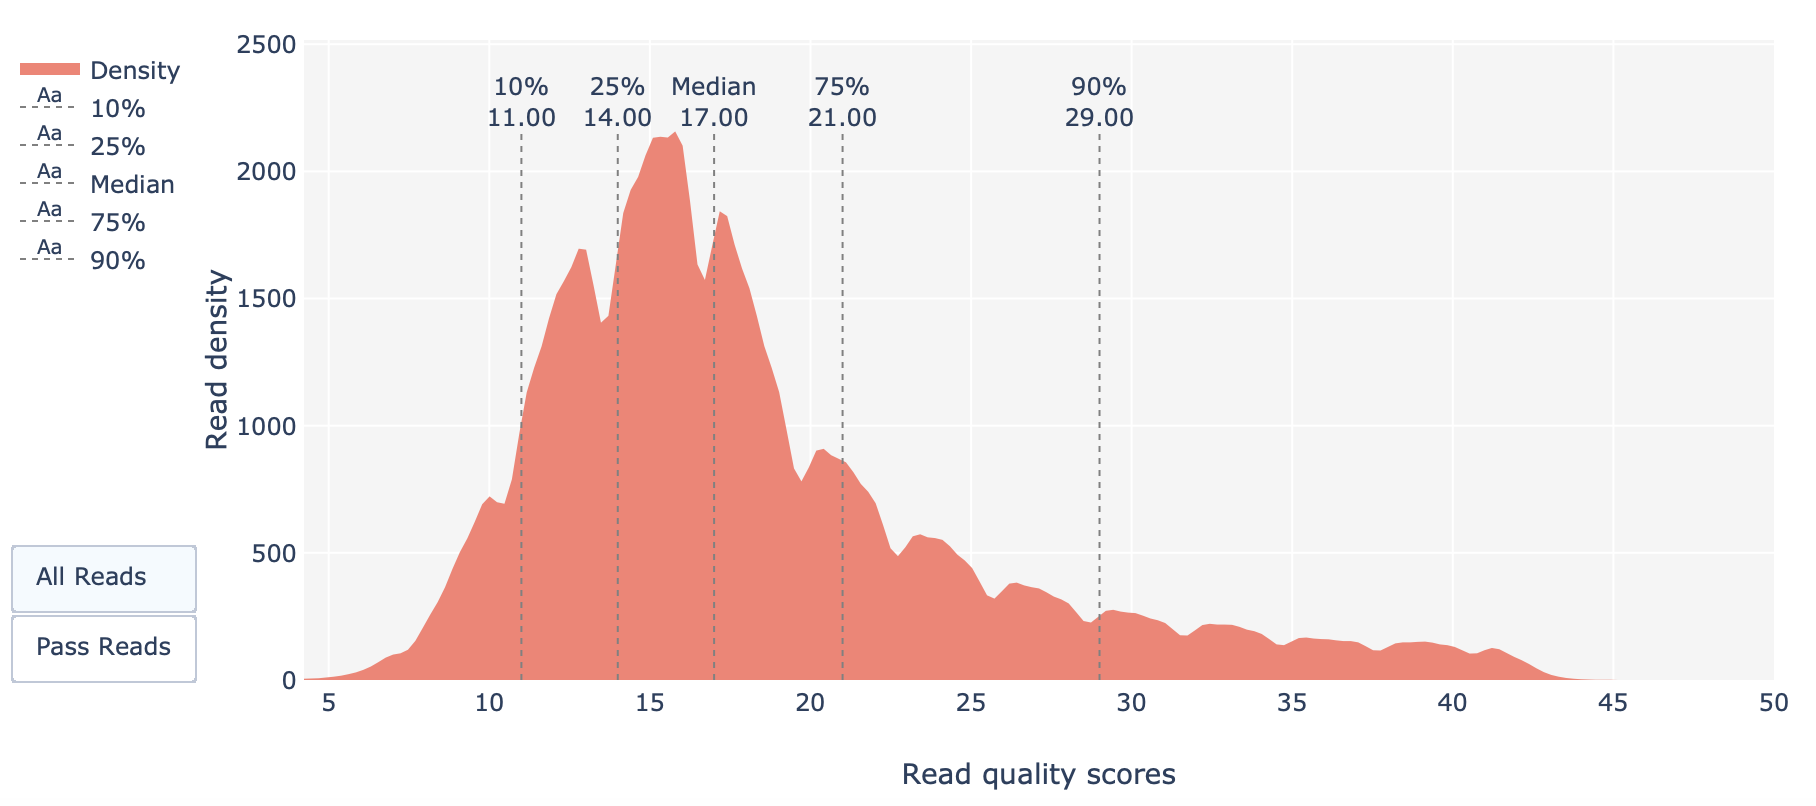 Density
Aa
10%
Aa
25%
Aa
Median
Aa
75%
Aa
90%
All Reads
Pass Reads
Read density
2500
2000
1500
1000
500
0
10% 25% Median 75% 90%
11.00 14.00 17.00 21.00 29.00
5 10 15 20 25 30 35 40 45 50
Read quality scores